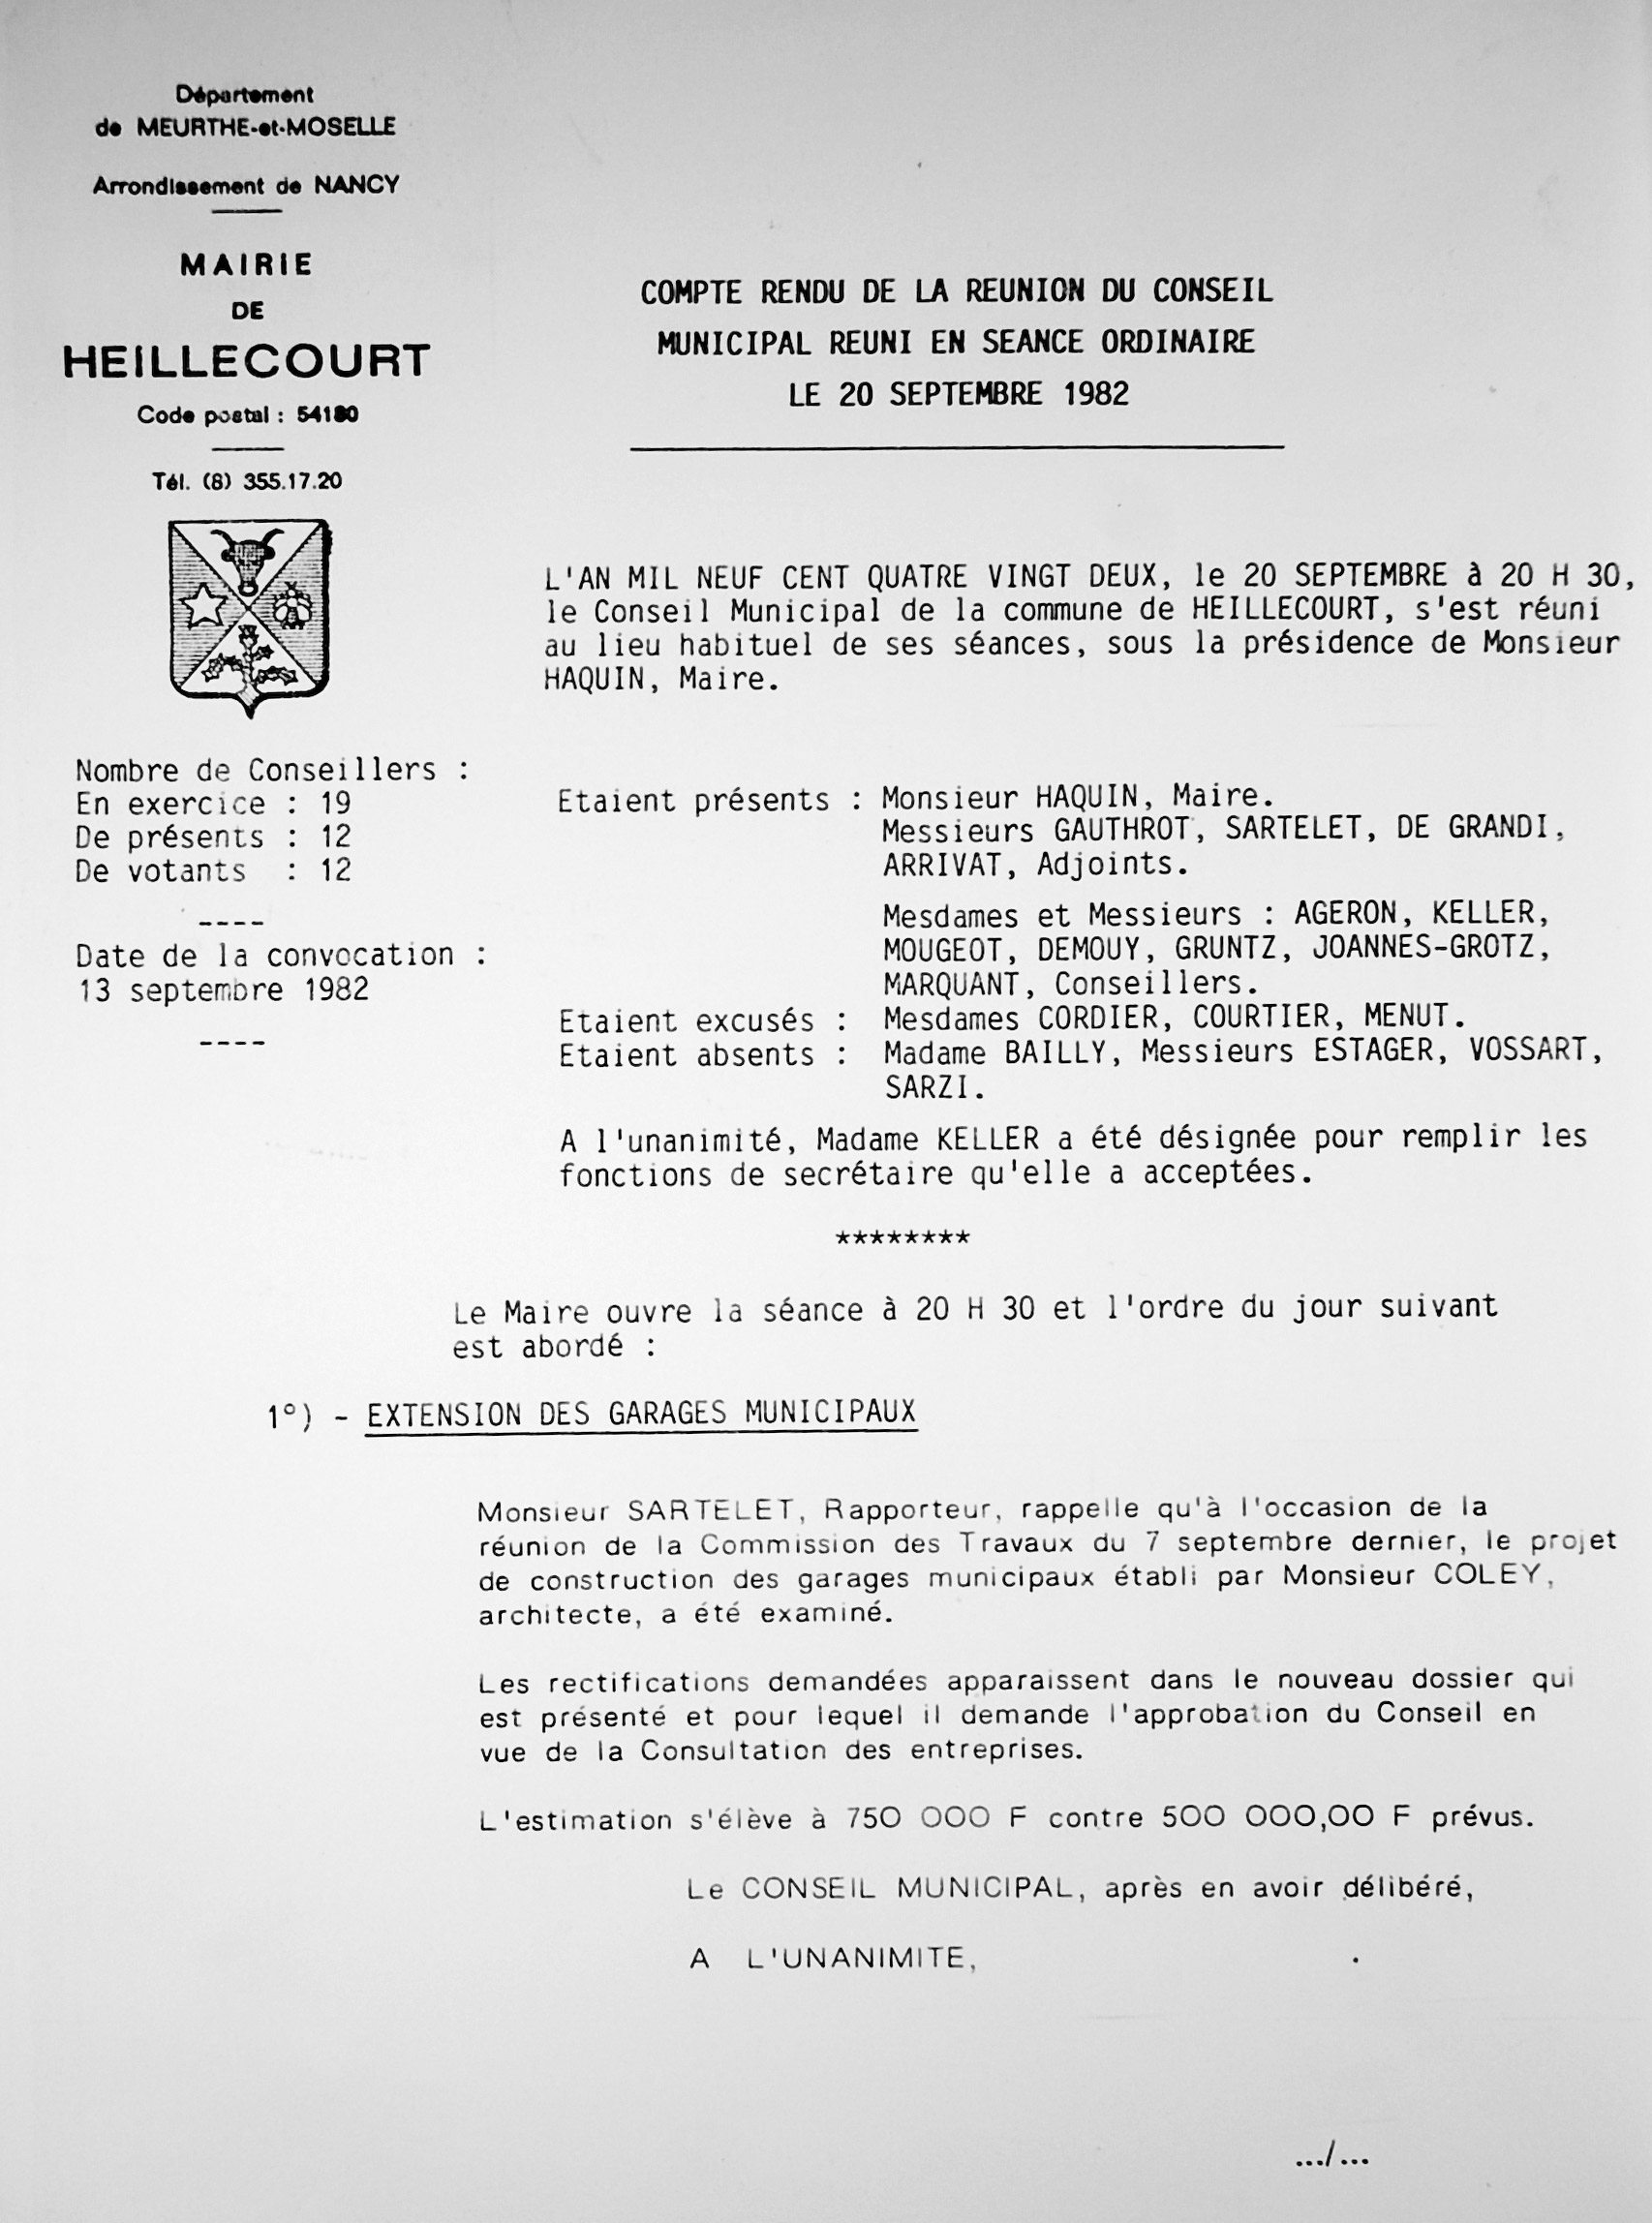 Département
de MEURTHE-et-MOSELLE
Arrondissement de NANCY
MAIRIE
DE
HEILLECOURT
Code postal : 54180
Tél. (8) 355.17.20
COMPTE RENDU DE LA REUNION DU CONSEIL
MUNICIPAL REUNI EN SEANCE ORDINAIRE
LE 20 SEPTEMBRE 1982
L'AN MIL NEUF CENT QUATRE VINGT DEUX, le 20 SEPTEMBRE à 20 H 30,
le Conseil Municipal de la commune de HEILLECOURT, s'est réuni
au lieu habituel de ses séances, sous la présidence de Monsieur
HAQUIN, Maire.
Nombre de Conseillers :
En exercice : 19
De présents : 12
De votants : 12
----
Date de la convocation :
13 septembre 1982
----
Etaient présents : Monsieur HAQUIN, Maire.
Messieurs GAUTHROT, SARTELET, DE GRANDI,
ARRIVAT, Adjoints.
Mesdames et Messieurs : AGERON, KELLER,
MOUGEOT, DEMOUY, GRUNTZ, JOANNES-GROTZ,
MARQUANT, Conseillers.
Etaient excusés : Mesdames CORDIER, COURTIER, MENUT.
Etaient absents : Madame BAILLY, Messieurs ESTAGER, VOSSART,
SARZI.
A l'unanimité, Madame KELLER a été désignée pour remplir les
fonctions de secrétaire qu'elle a acceptées.
********
Le Maire ouvre la séance à 20 H 30 et l'ordre du jour suivant
est abordé :
1°) - EXTENSION DES GARAGES MUNICIPAUX
Monsieur SARTELET, Rapporteur, rappelle qu'à l'occasion de la
réunion de la Commission des Travaux du 7 septembre dernier, le projet
de construction des garages municipaux établi par Monsieur COLEY,
architecte, a été examiné.
Les rectifications demandées apparaissent dans le nouveau dossier qui
est présenté et pour lequel il demande l'approbation du Conseil en
vue de la Consultation des entreprises.
L'estimation s'élève à 750 000 F contre 500 000,00 F prévus.
Le CONSEIL MUNICIPAL, après en avoir délibéré,
A L'UNANIMITE,
.../...